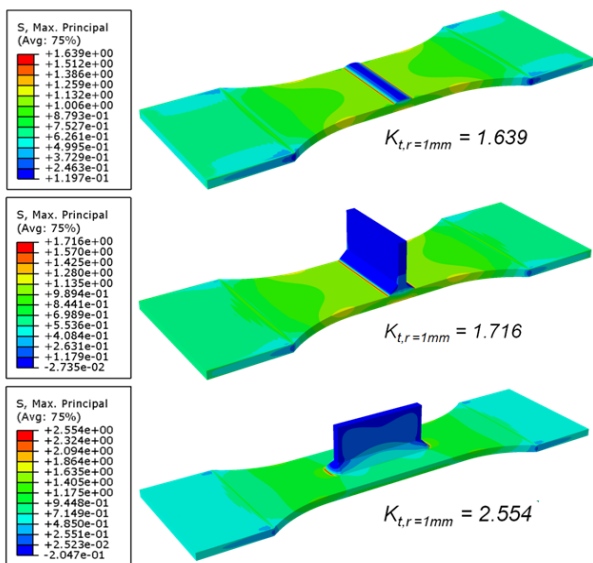 S, Max. Principal
(Avg: 75%)
+1.639e+00
+1.512e+00
+1.386e+00
+1.259e+00
+1.132e+00
+1.006e+00
+8.793e-01
+7.527e-01
+6.261e-01
+4.995e-01
+3.729e-01
+2.463e-01
+1.197e-01
K_{t,r=1mm} = 1.639
S, Max. Principal
(Avg: 75%)
+1.716e+00
+1.570e+00
+1.425e+00
+1.280e+00
+1.135e+00
+9.894e-01
+8.441e-01
+6.989e-01
+5.536e-01
+4.084e-01
+2.631e-01
+1.179e-01
-2.735e-02
K_{t,r=1mm} = 1.716
S, Max. Principal
(Avg: 75%)
+2.554e+00
+2.324e+00
+2.094e+00
+1.864e+00
+1.635e+00
+1.405e+00
+1.175e+00
+9.448e-01
+7.149e-01
+4.850e-01
+2.551e-01
+2.523e-02
-2.047e-01
K_{t,r=1mm} = 2.554